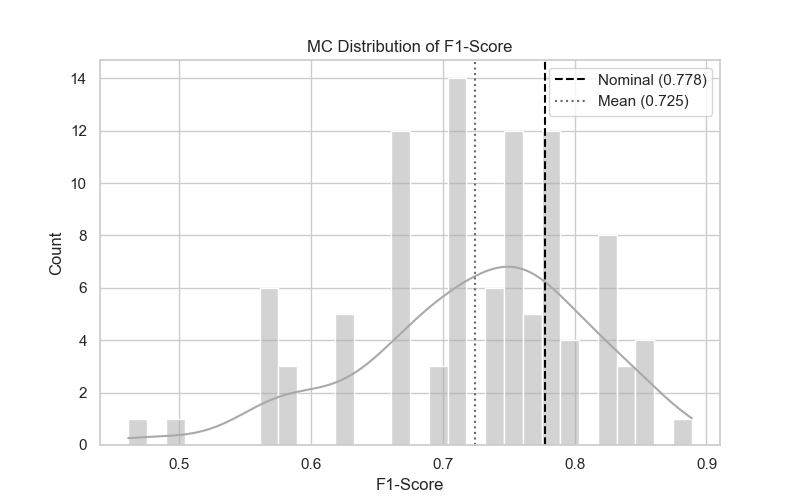 MC Distribution of F1-Score
Nominal (0.778)
Mean (0.725)
Count
14
12
10
8
6
4
2
0
0.5 0.6 0.7 0.8 0.9
F1-Score